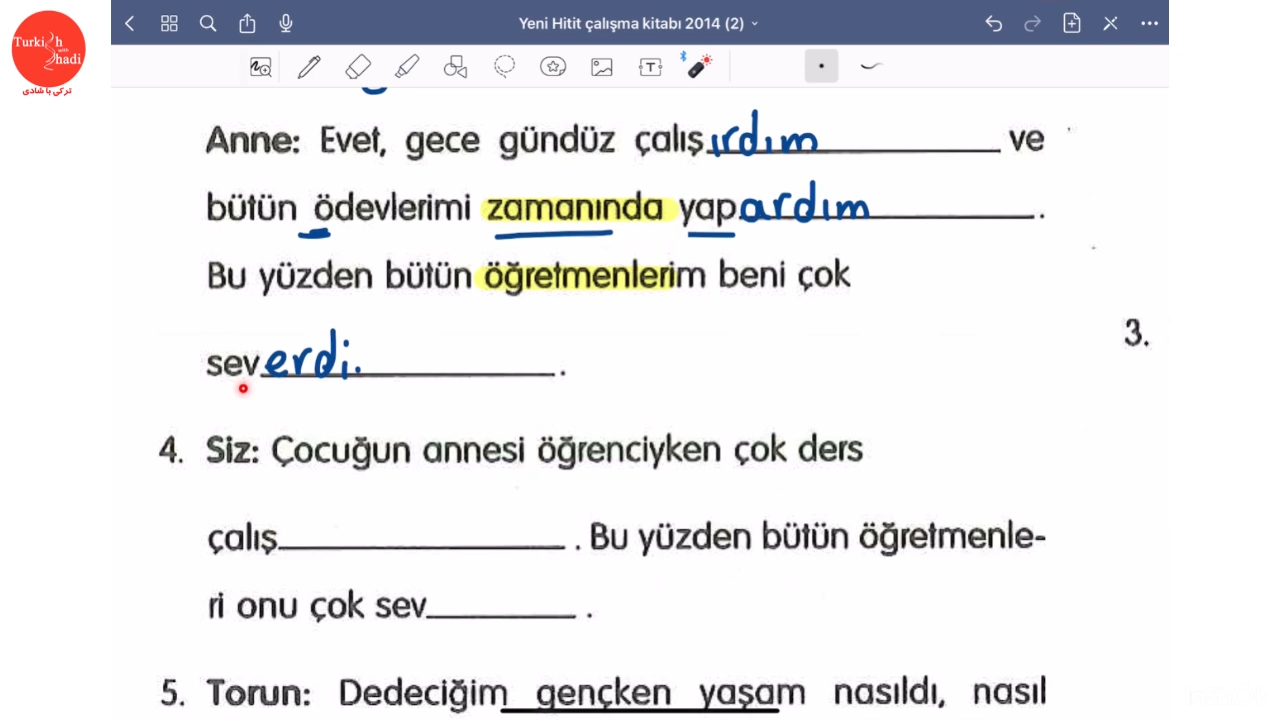 Turkish
with
Shadi
ترکی با شادی
Yeni Hitit çalışma kitabı 2014 (2)
Anne: Evet, gece gündüz çalışırdım ve
bütün ödevlerimi zamanında yapardım.
Bu yüzden bütün öğretmenlerim beni çok
severdi.
3.
4. Siz: Çocuğun annesi öğrenciyken çok ders
çalış____________. Bu yüzden bütün öğretmenle-
ri onu çok sev________.
5. Torun: Dedeciğim gençken yaşam nasıldı, nasıl